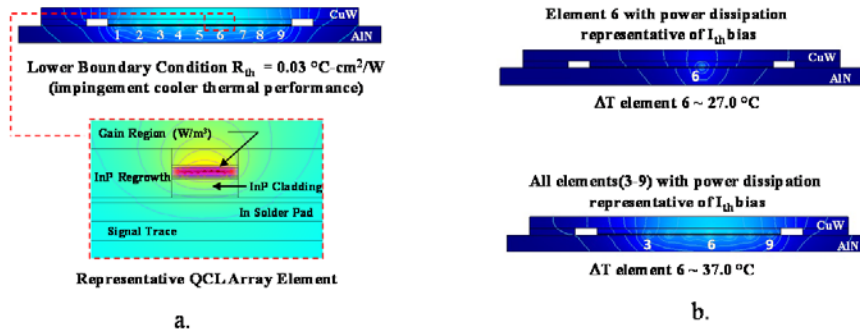 CuW
AlN
1 2 3 4 5 6 7 8 9
Lower Boundary Condition Rth = 0.03 °C-cm²/W
(impingement cooler thermal performance)
Gain Region (W/m³)
InP Regrowth
InP Cladding
In Solder Pad
Signal Trace
Representative QCL Array Element
a.
Element 6 with power dissipation
representative of Ith bias
CuW
6
AlN
ΔT element 6 ~ 27.0 °C
All elements(3-9) with power dissipation
representative of Ith bias
CuW
3 6 9
AlN
ΔT element 6 ~ 37.0 °C
b.